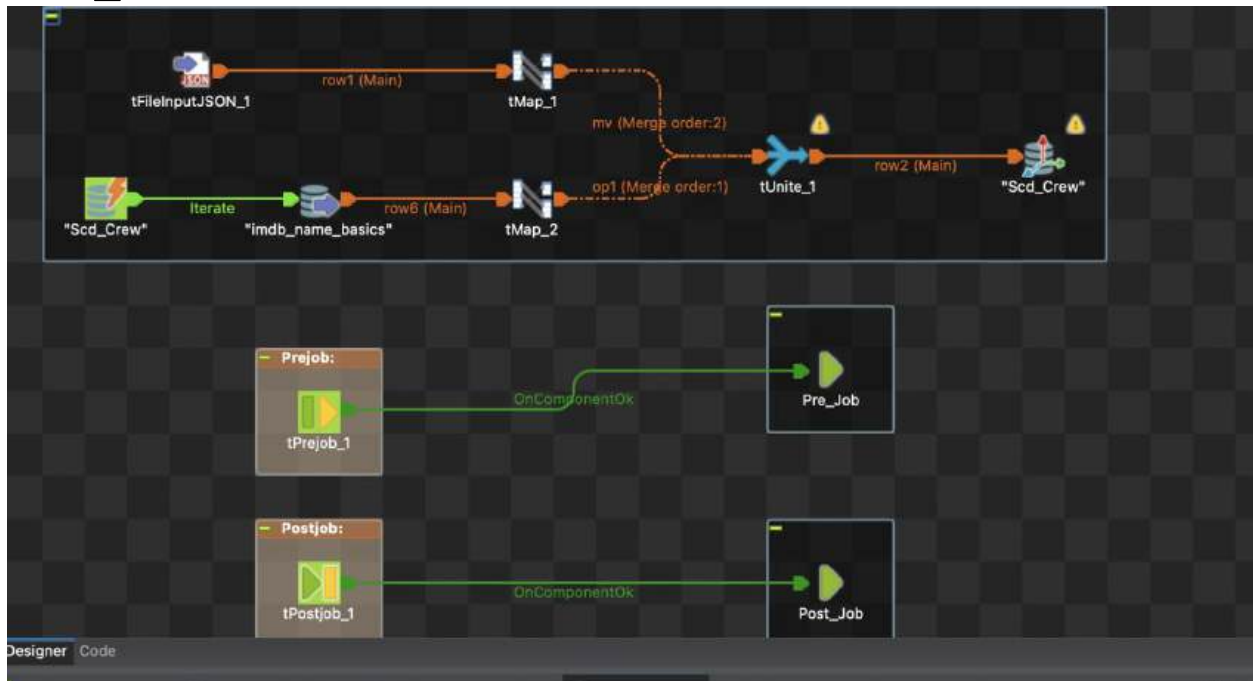 row1 (Main)
tFileInputJSON_1
tMap_1
mv (Merge order:2)
row2 (Main)
tUnite_1
"Scd_Crew"
op1 (Merge order:1)
Iterate
row6 (Main)
"Scd_Crew"
"imdb_name_basics"
tMap_2
Prejob:
OnComponentOk
Pre_Job
tPrejob_1
Postjob:
OnComponentOk
tPostjob_1
Post_Job
Designer
Code